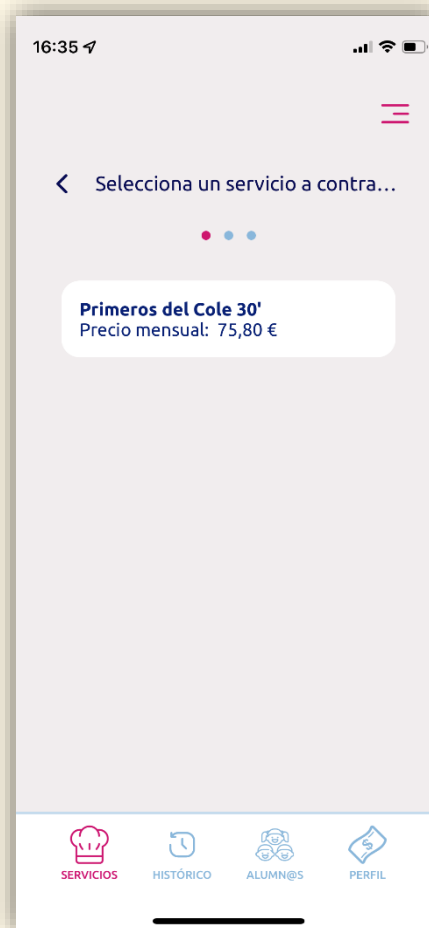 16:35
Selecciona un servicio a contra...
Primeros del Cole 30'
Precio mensual: 75,80 €
SERVICIOS
HISTÓRICO
ALUMN@S
PERFIL